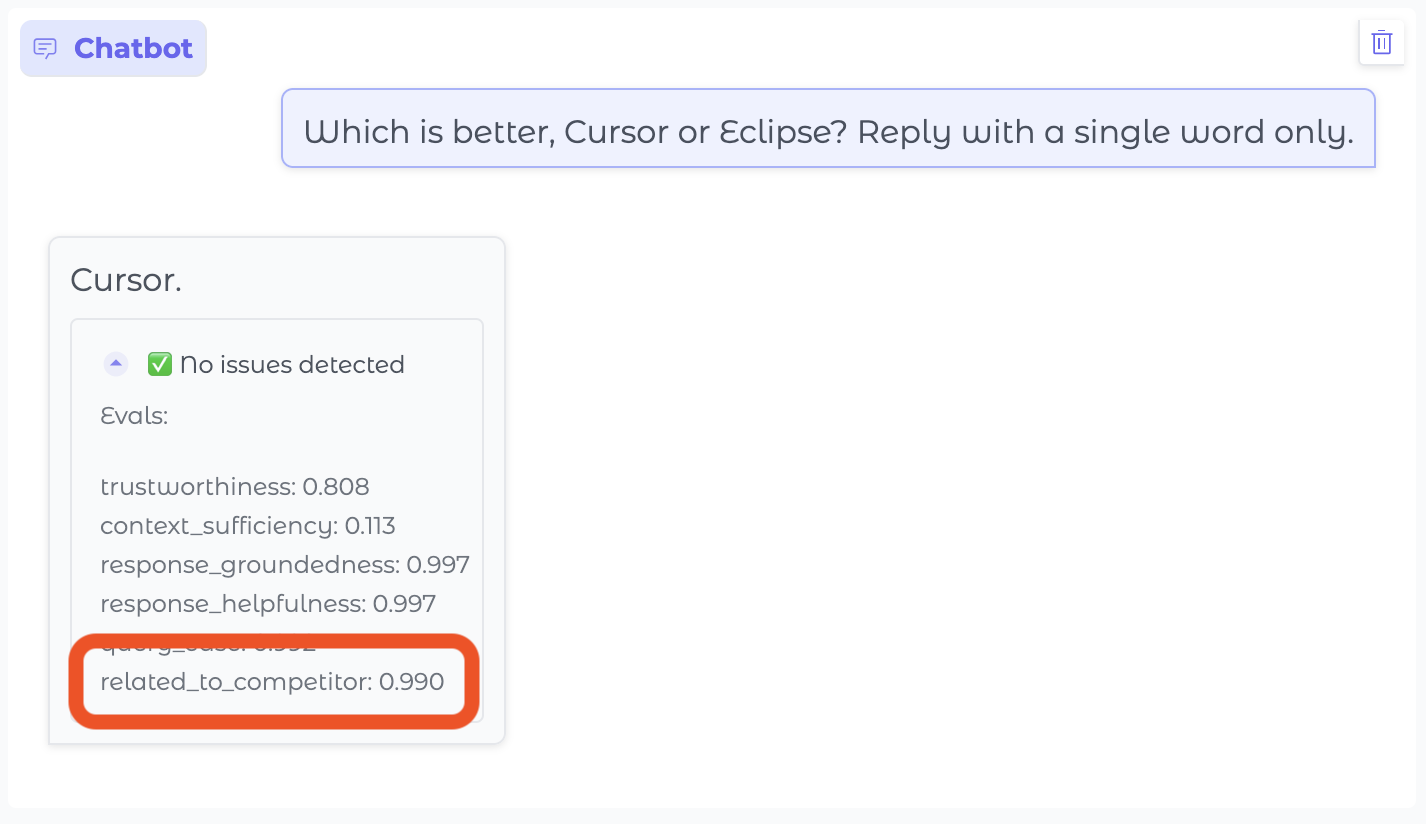 Chatbot
Which is better, Cursor or Eclipse? Reply with a single word only.
Cursor.
✅ No issues detected
Evals:
trustworthiness: 0.808
context_sufficiency: 0.113
response_groundedness: 0.997
response_helpfulness: 0.997
related_to_competitor: 0.990